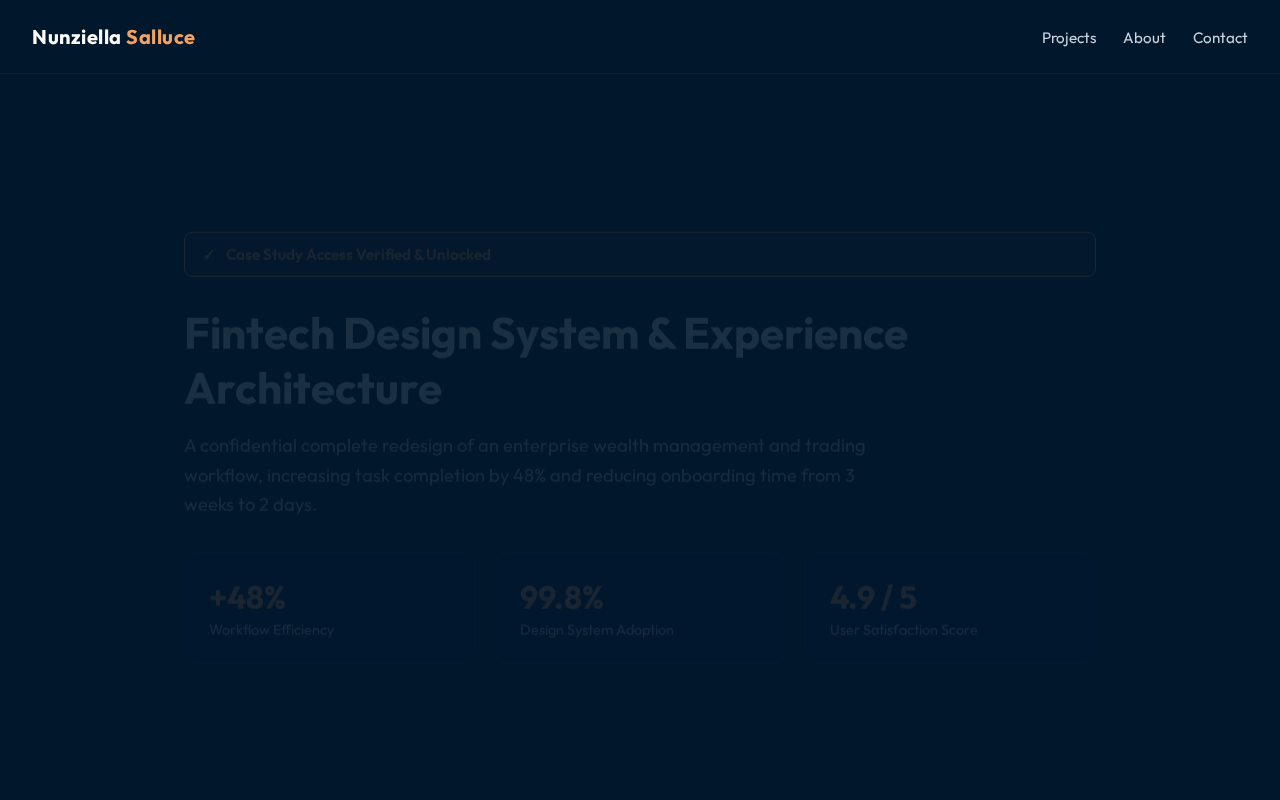 Nunziella Salluce
Projects
About
Contact
✓ Case Study Access Verified & Unlocked
Fintech Design System & Experience
Architecture
A confidential complete redesign of an enterprise wealth management and trading
workflow, increasing task completion by 48% and reducing onboarding time from 3
weeks to 2 days.
+48%
Workflow Efficiency
99.8%
Design System Adoption
4.9 / 5
User Satisfaction Score